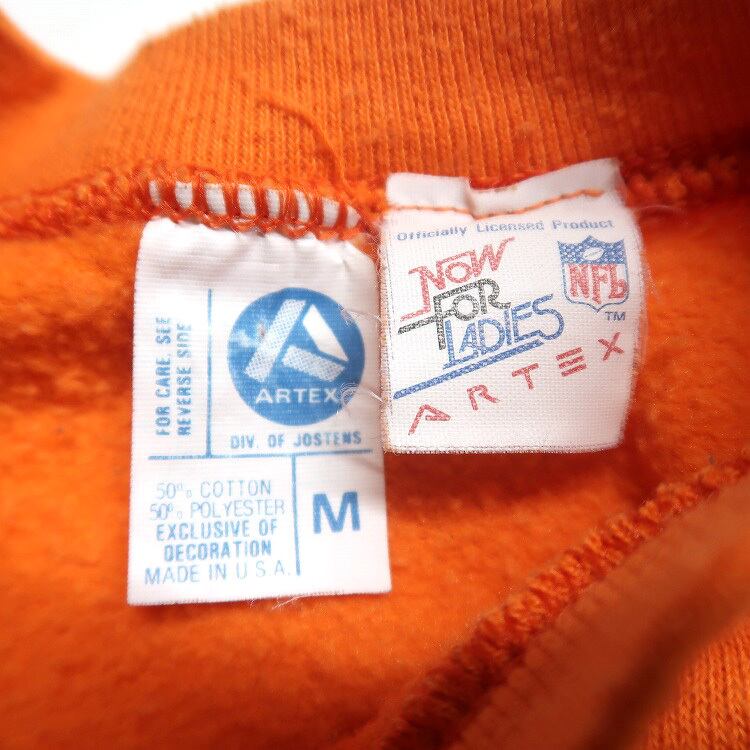 FOR CARE, SEE
REVERSE SIDE
ARTEX
DIV. OF JOSTENS
50% COTTON
50% POLYESTER
EXCLUSIVE OF
DECORATION
MADE IN U.S.A.
M
Officially Licensed Product
NOW
FOR
LADIES
NFL
TM
ARTEX